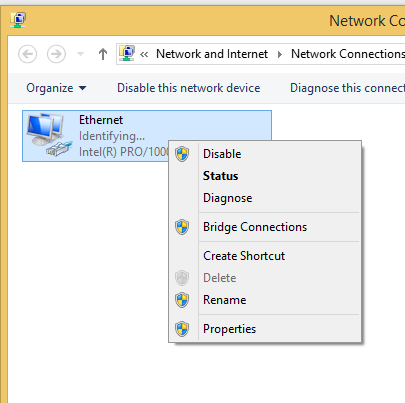 Network Co
« Network and Internet Network Connections
Organize Disable this network device Diagnose this connect
Ethernet
Identifying...
Intel(R) PRO/100
Disable
Status
Diagnose
Bridge Connections
Create Shortcut
Delete
Rename
Properties